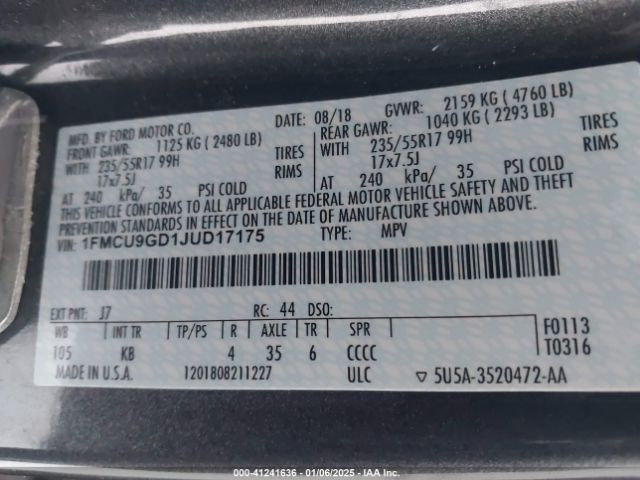 MFD. BY FORD MOTOR CO. DATE: 08/18 GVWR: 2159 KG ( 4760 LB)
FRONT GAWR: 1125 KG ( 2480 LB) REAR GAWR: 1040 KG ( 2293 LB)
WITH 235/55R17 99H TIRES WITH 235/55R17 99H TIRES
17x7.5J RIMS 17x7.5J RIMS
AT 240 kPa/ 35 PSI COLD AT 240 kPa/ 35 PSI COLD
THIS VEHICLE CONFORMS TO ALL APPLICABLE FEDERAL MOTOR VEHICLE SAFETY AND THEFT
PREVENTION STANDARDS IN EFFECT ON THE DATE OF MANUFACTURE SHOWN ABOVE.
VIN: 1FMCU9GD1JUD17175 TYPE: MPV
EXT PNT: J7 RC: 44 DSO:
WB INT TR TP/PS R AXLE TR SPR F0113
105 KB 4 35 6 CCCC T0316
MADE IN U.S.A. 1201808211227 ULC ▽ 5U5A-3520472-AA
000-41241636 - 01/06/2025 - IAA Inc.